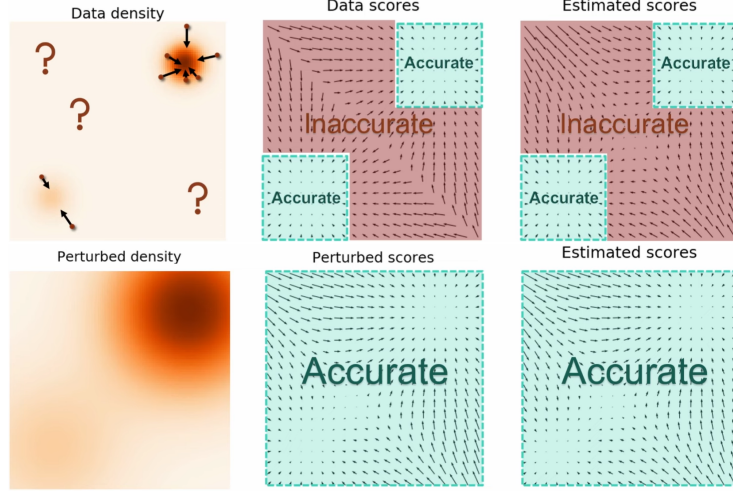 Data density
Data scores
Estimated scores
?
?
?
Accurate
Inaccurate
Accurate
Accurate
Inaccurate
Accurate
Perturbed density
Perturbed scores
Estimated scores
Accurate
Accurate